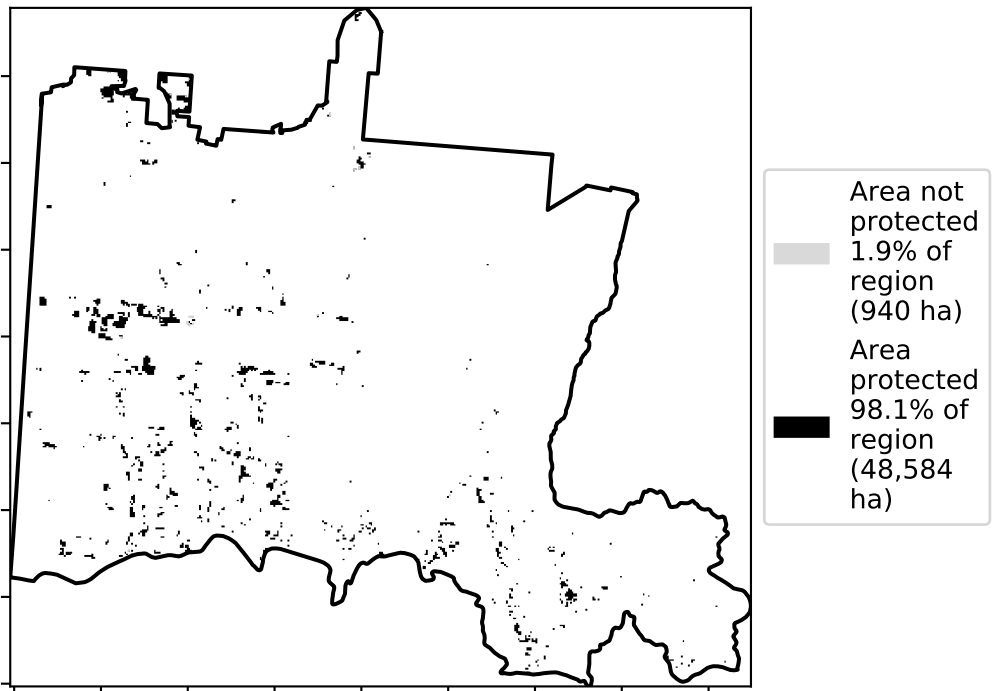 Area not
protected
1.9% of
region
(940 ha)
Area
protected
98.1% of
region
(48,584
ha)